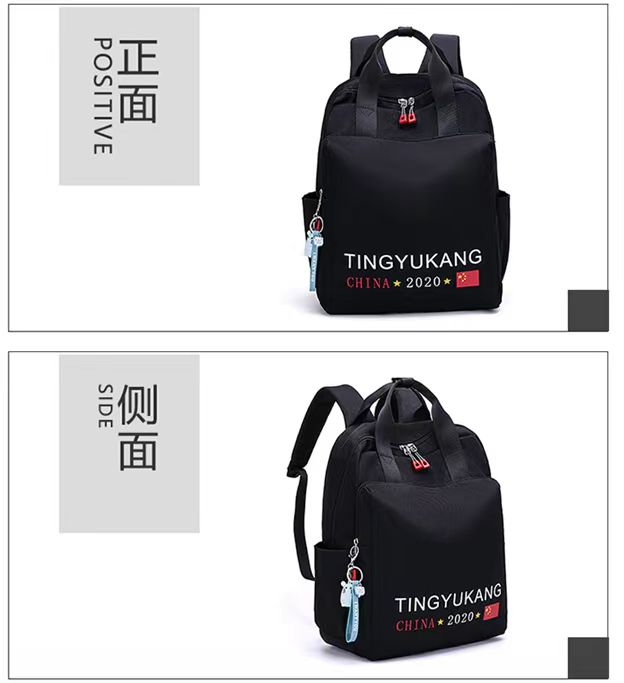 正面
POSITIVE
TINGYUKANG
CHINA ★ 2020 ★
侧面
SIDE
TINGYUKANG
CHINA ★ 2020 ★